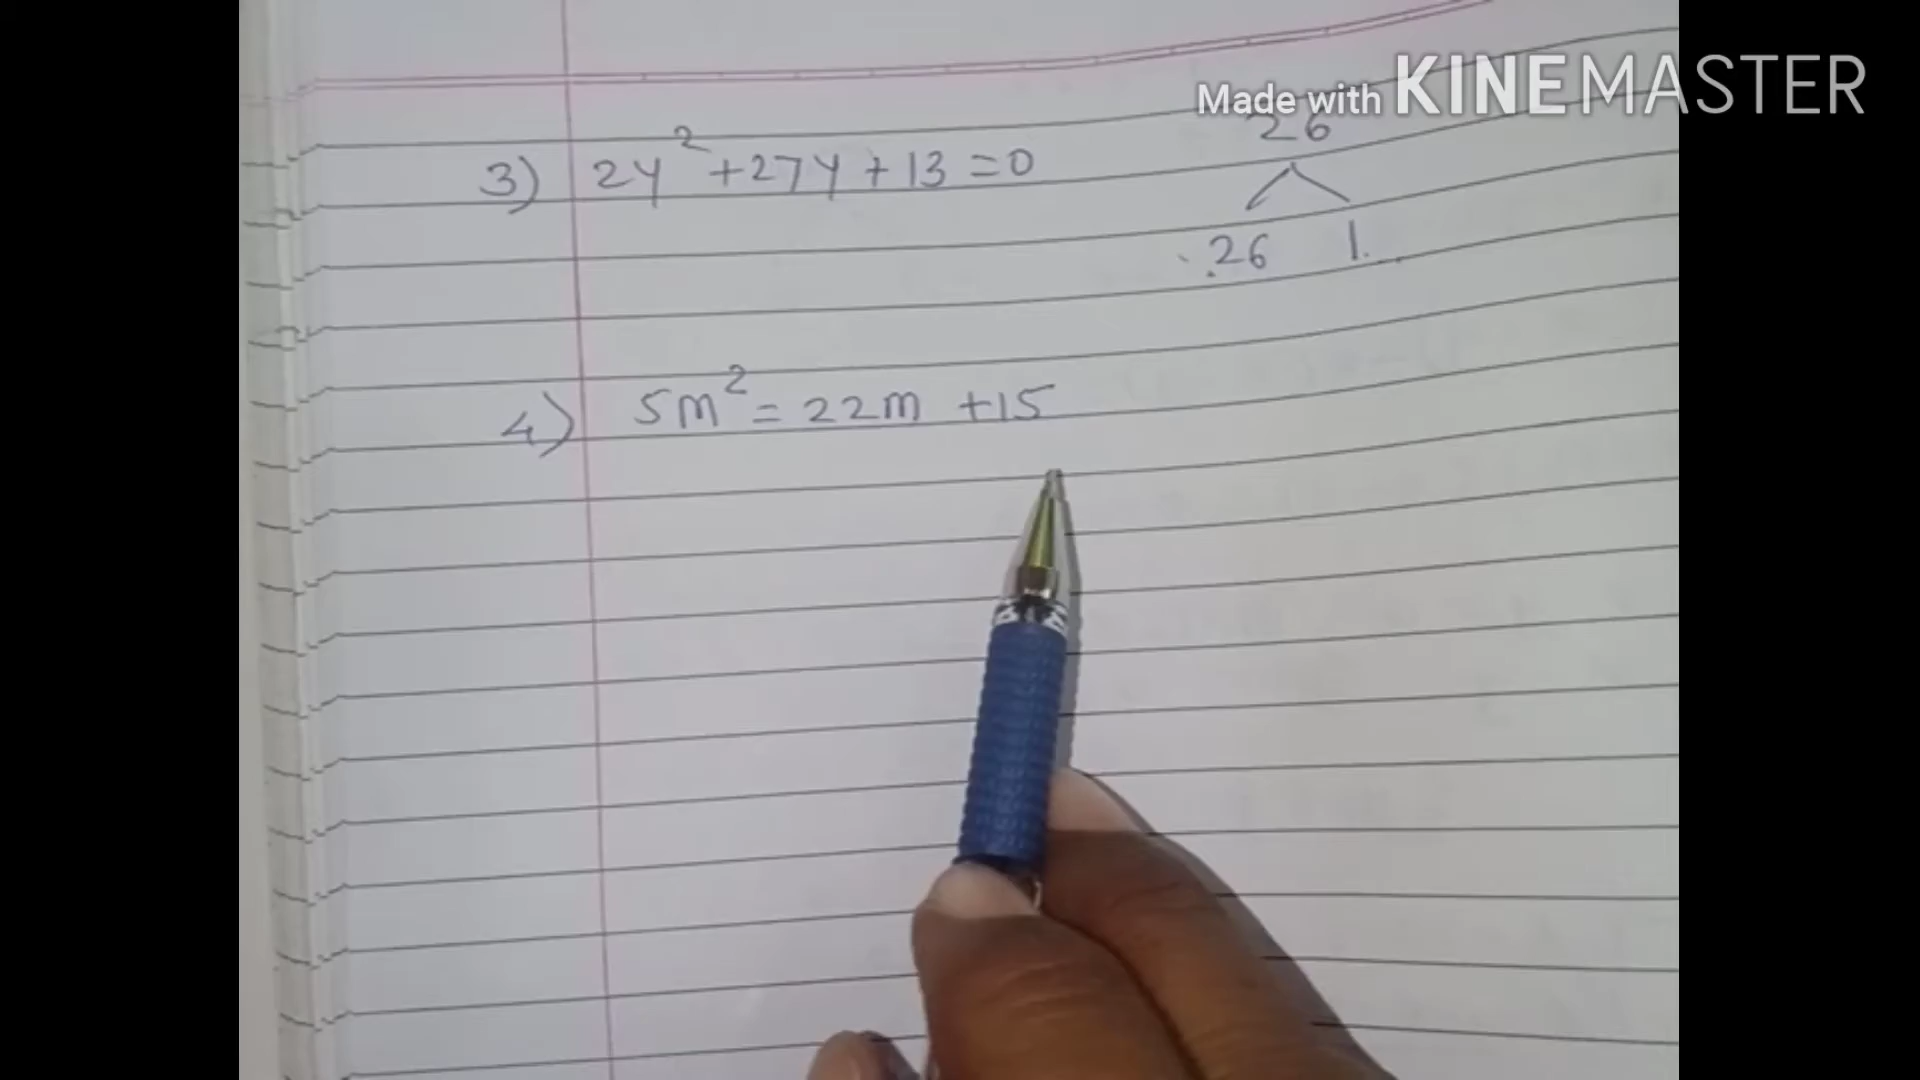 Made with KINEMASTER
26
3) 2y² + 27y + 13 = 0
26 1
4) 5m² = 22m + 15